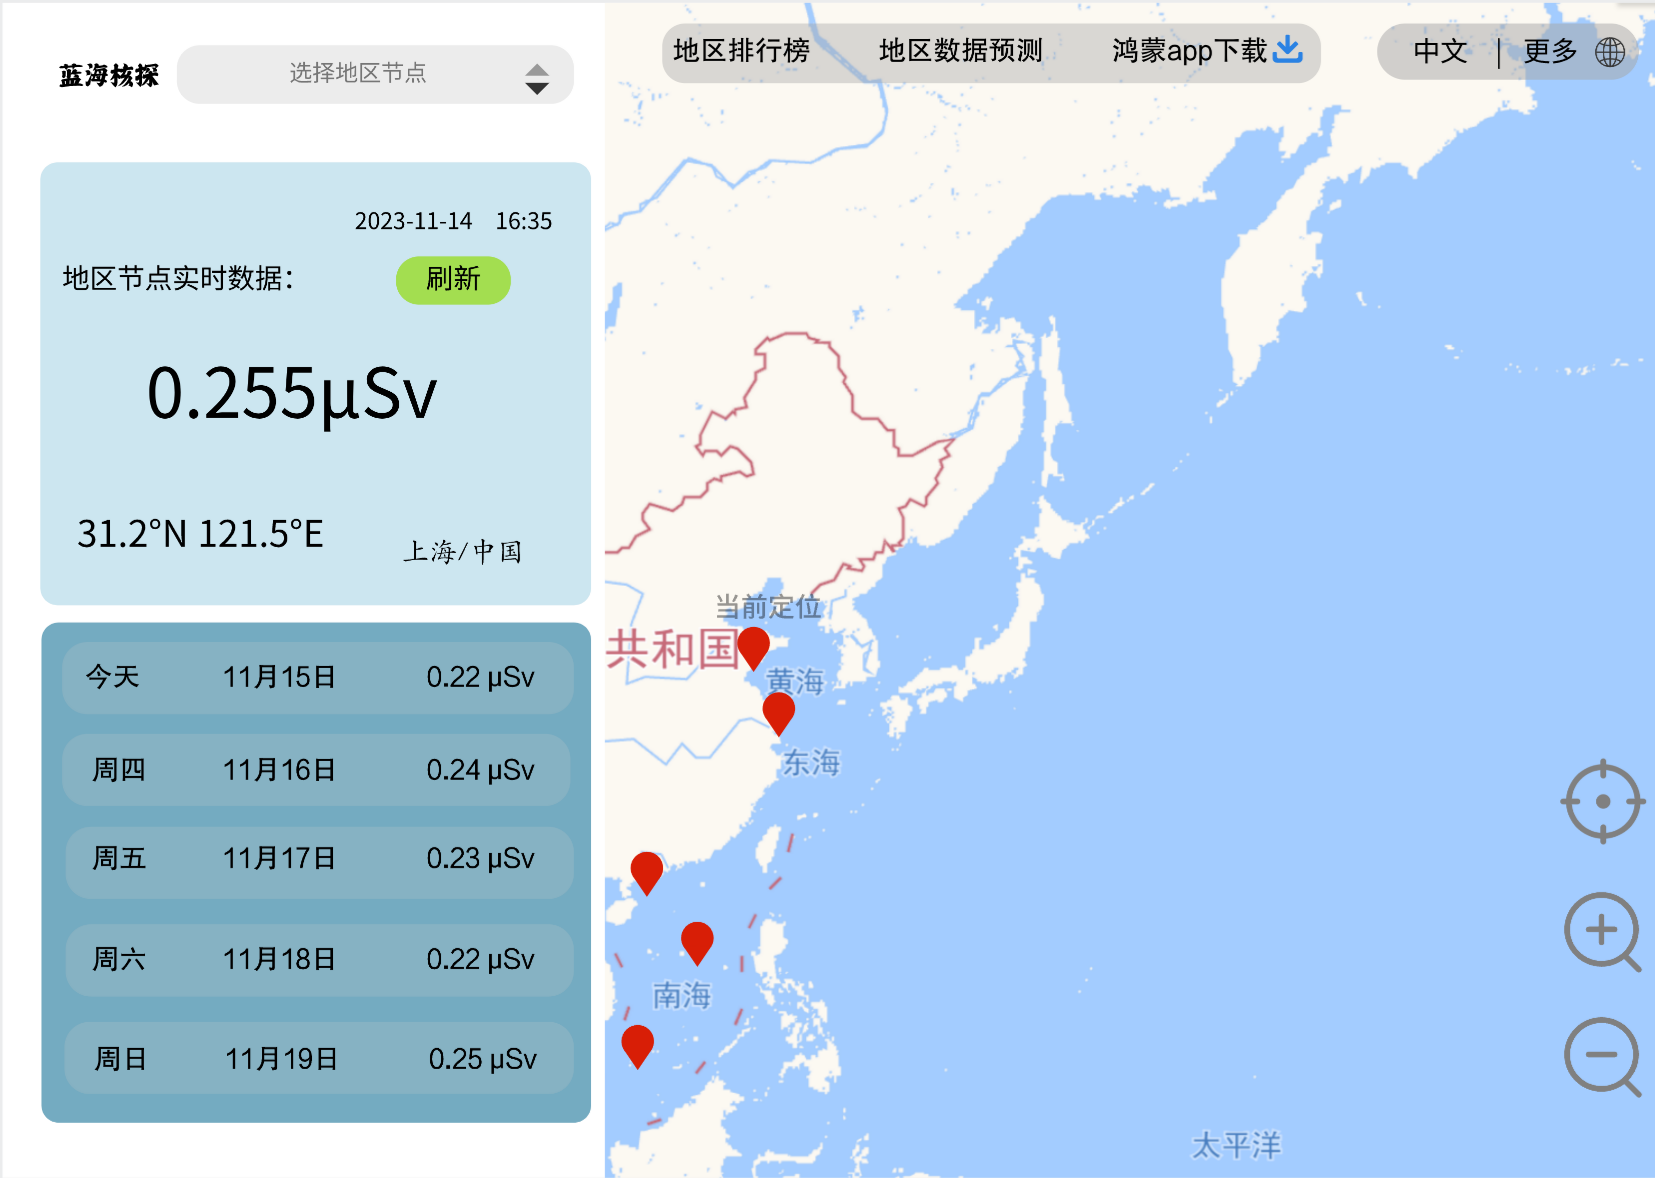 蓝海核探
选择地区节点
地区排行榜
地区数据预测
鸿蒙app下载
中文 | 更多
2023-11-14 16:35
地区节点实时数据：
刷新
0.255μSv
31.2°N 121.5°E
上海/中国
今天 11月15日 0.22 μSv
周四 11月16日 0.24 μSv
周五 11月17日 0.23 μSv
周六 11月18日 0.22 μSv
周日 11月19日 0.25 μSv
当前定位
共和国
黄海
东海
南海
太平洋